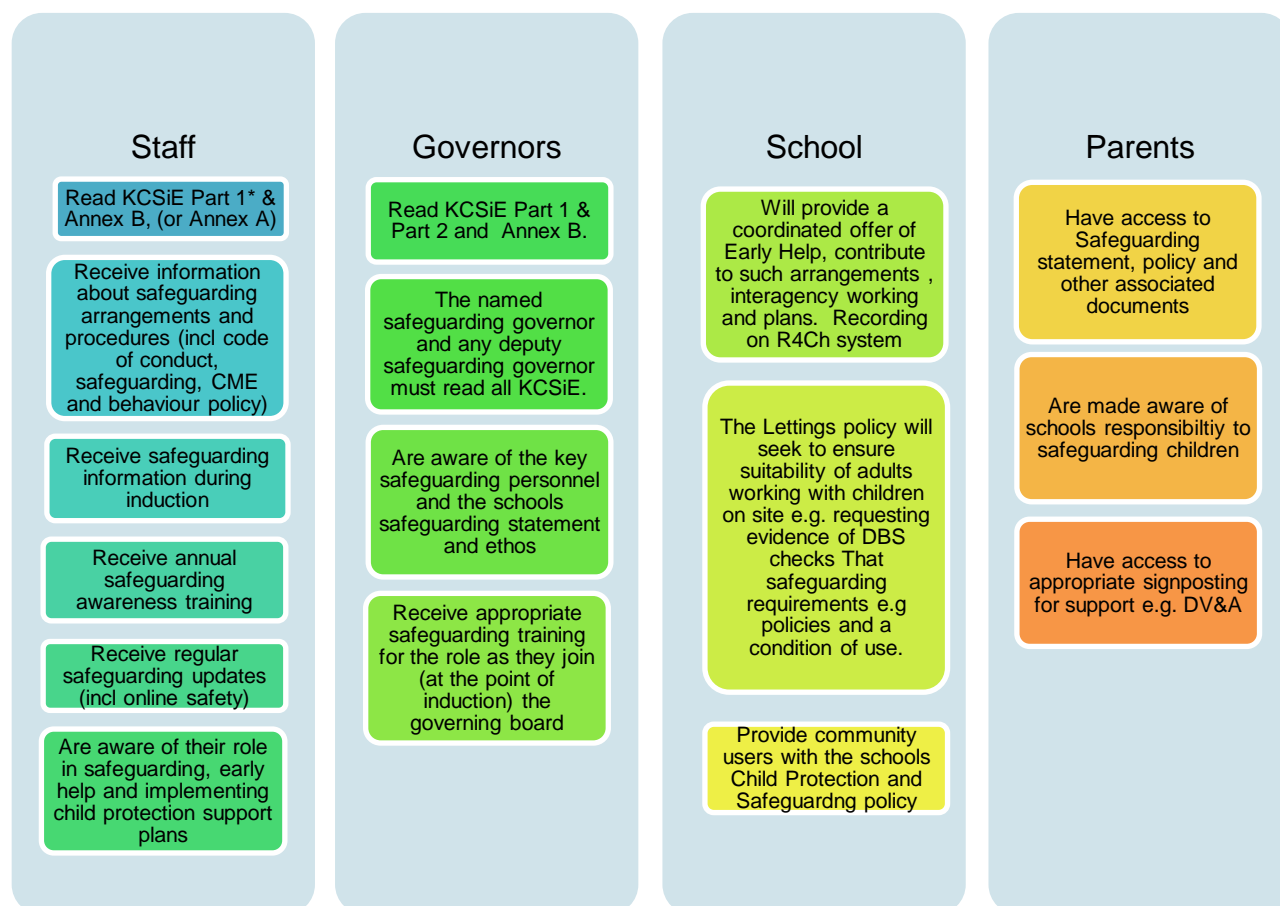 Staff
Read KCSiE Part 1* &
Annex B, (or Annex A)
Receive information
about safeguarding
arrangements and
procedures (incl code
of conduct,
safeguarding, CME
and behaviour policy)
Receive safeguarding
information during
induction
Receive annual
safeguarding
awareness training
Receive regular
safeguarding updates
(incl online safety)
Are aware of their role
in safeguarding, early
help and implementing
child protection support
plans
Governors
Read KCSiE Part 1 &
Part 2 and Annex B.
The named
safeguarding governor
and any deputy
safeguarding governor
must read all KCSiE.
Are aware of the key
safeguarding personnel
and the schools
safeguarding statement
and ethos
Receive appropriate
safeguarding training
for the role as they join
(at the point of
induction) the
governing board
School
Will provide a
coordinated offer of
Early Help, contribute
to such arrangements ,
interagency working
and plans. Recording
on R4Ch system
The Lettings policy will
seek to ensure
suitability of adults
working with children
on site e.g. requesting
evidence of DBS
checks That
safeguarding
requirements e.g
policies and a
condition of use.
Provide community
users with the schools
Child Protection and
Safeguardng policy
Parents
Have access to
Safeguarding
statement, policy and
other associated
documents
Are made aware of
schools responsibiltiy to
safeguarding children
Have access to
appropriate signposting
for support e.g. DV&A